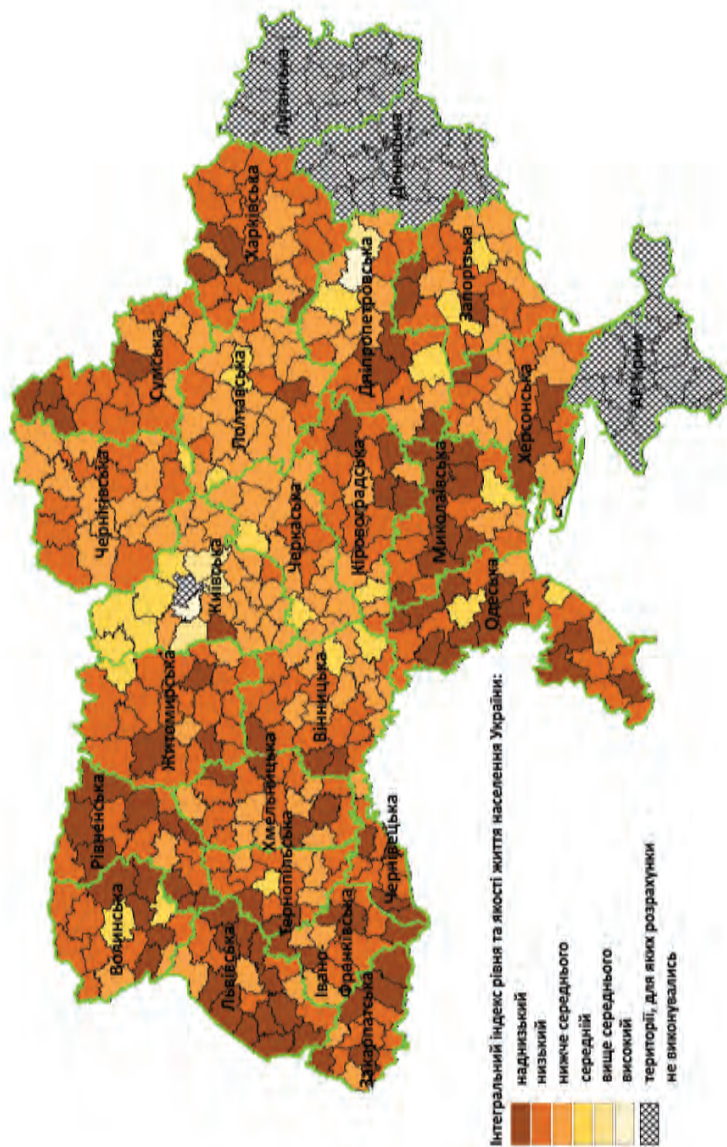 Волинська
Рівненська
Житомирська
Київська
Чернігівська
Сумська
Львівська
Тернопільська
Хмельницька
Вінницька
Черкаська
Полтавська
Харківська
Луганська
Закарпатська
Івано
Франківська
Чернівецька
Кіровоградська
Дніпропетровська
Донецька
Одеська
Миколаївська
Херсонська
Запорізька
АР Крим
Інтегральний індекс рівня та якості життя населення України:
наднизький
низький
нижче середнього
середній
вище середнього
високий
території, для яких розрахунки
не виконувались